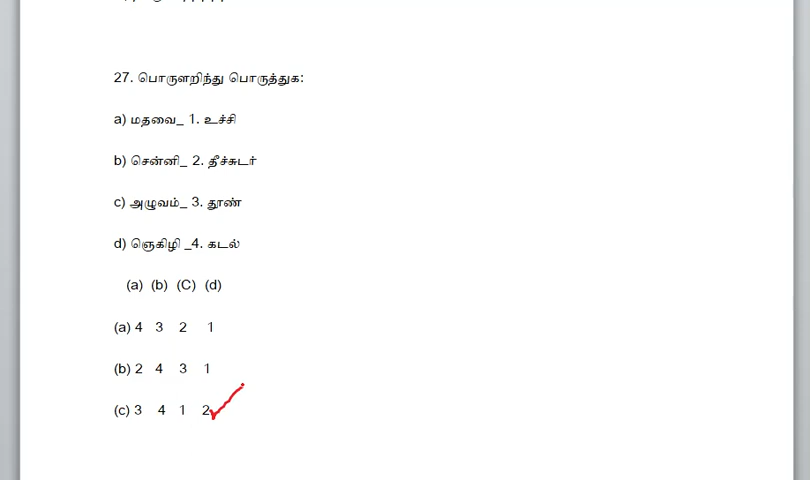 27. பொருளறிந்து பொருத்துக:
a) மதவை_ 1. உச்சி
b) சென்னி_ 2. தீச்சுடர்
c) அழுவம்_ 3. தூண்
d) ஞெகிழி _4. கடல்
(a) (b) (C) (d)
(a) 4 3 2 1
(b) 2 4 3 1
(c) 3 4 1 2